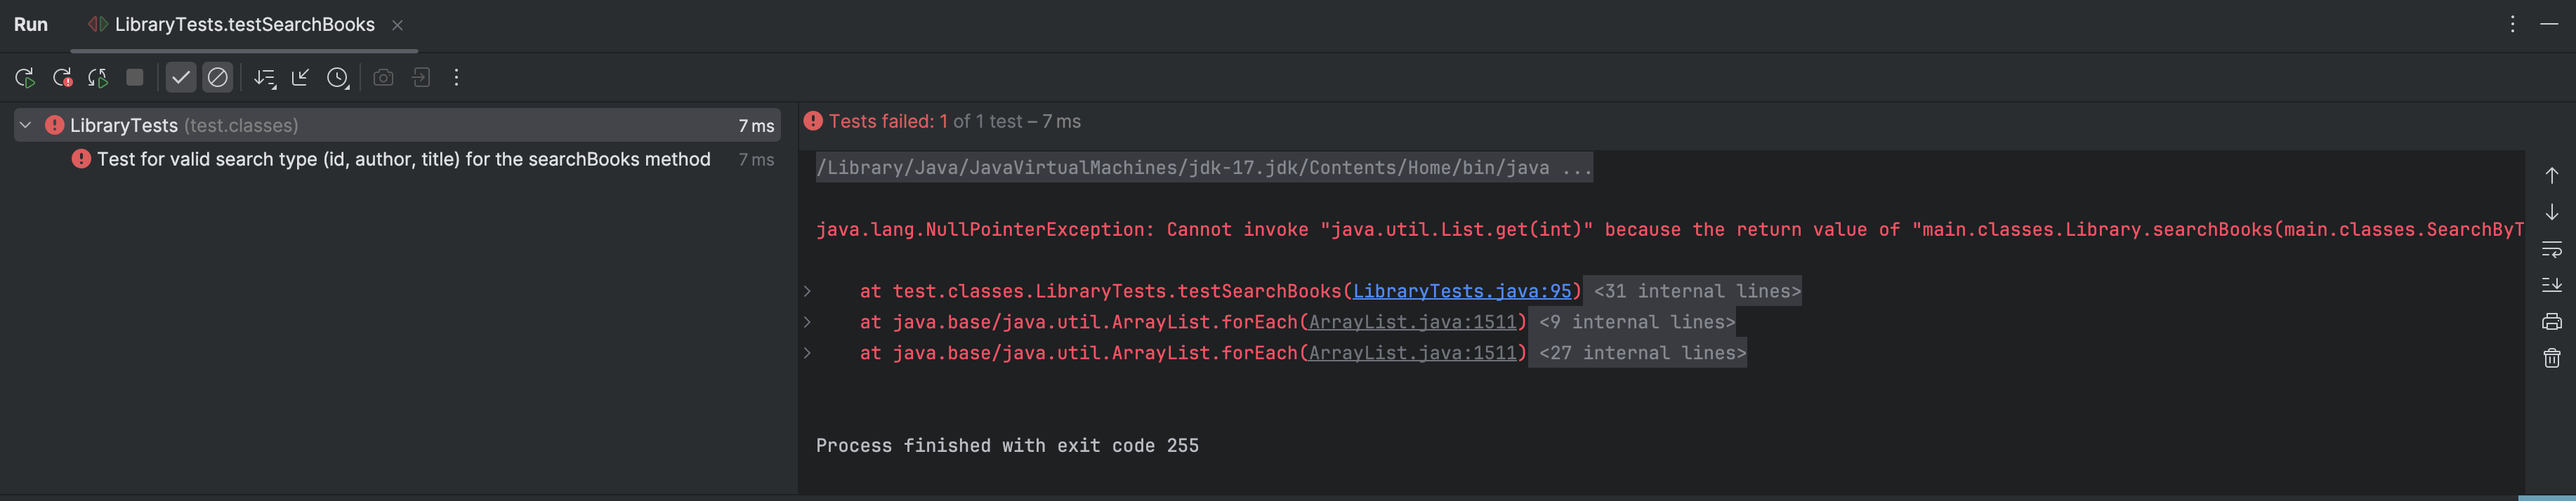 Run LibraryTests.testSearchBooks
LibraryTests (test.classes) 7 ms
Test for valid search type (id, author, title) for the searchBooks method 7 ms
Tests failed: 1 of 1 test – 7 ms
/Library/Java/JavaVirtualMachines/jdk-17.jdk/Contents/Home/bin/java ...
java.lang.NullPointerException: Cannot invoke "java.util.List.get(int)" because the return value of "main.classes.Library.searchBooks(main.classes.SearchByT
at test.classes.LibraryTests.testSearchBooks(LibraryTests.java:95) <31 internal lines>
at java.base/java.util.ArrayList.forEach(ArrayList.java:1511) <9 internal lines>
at java.base/java.util.ArrayList.forEach(ArrayList.java:1511) <27 internal lines>
Process finished with exit code 255